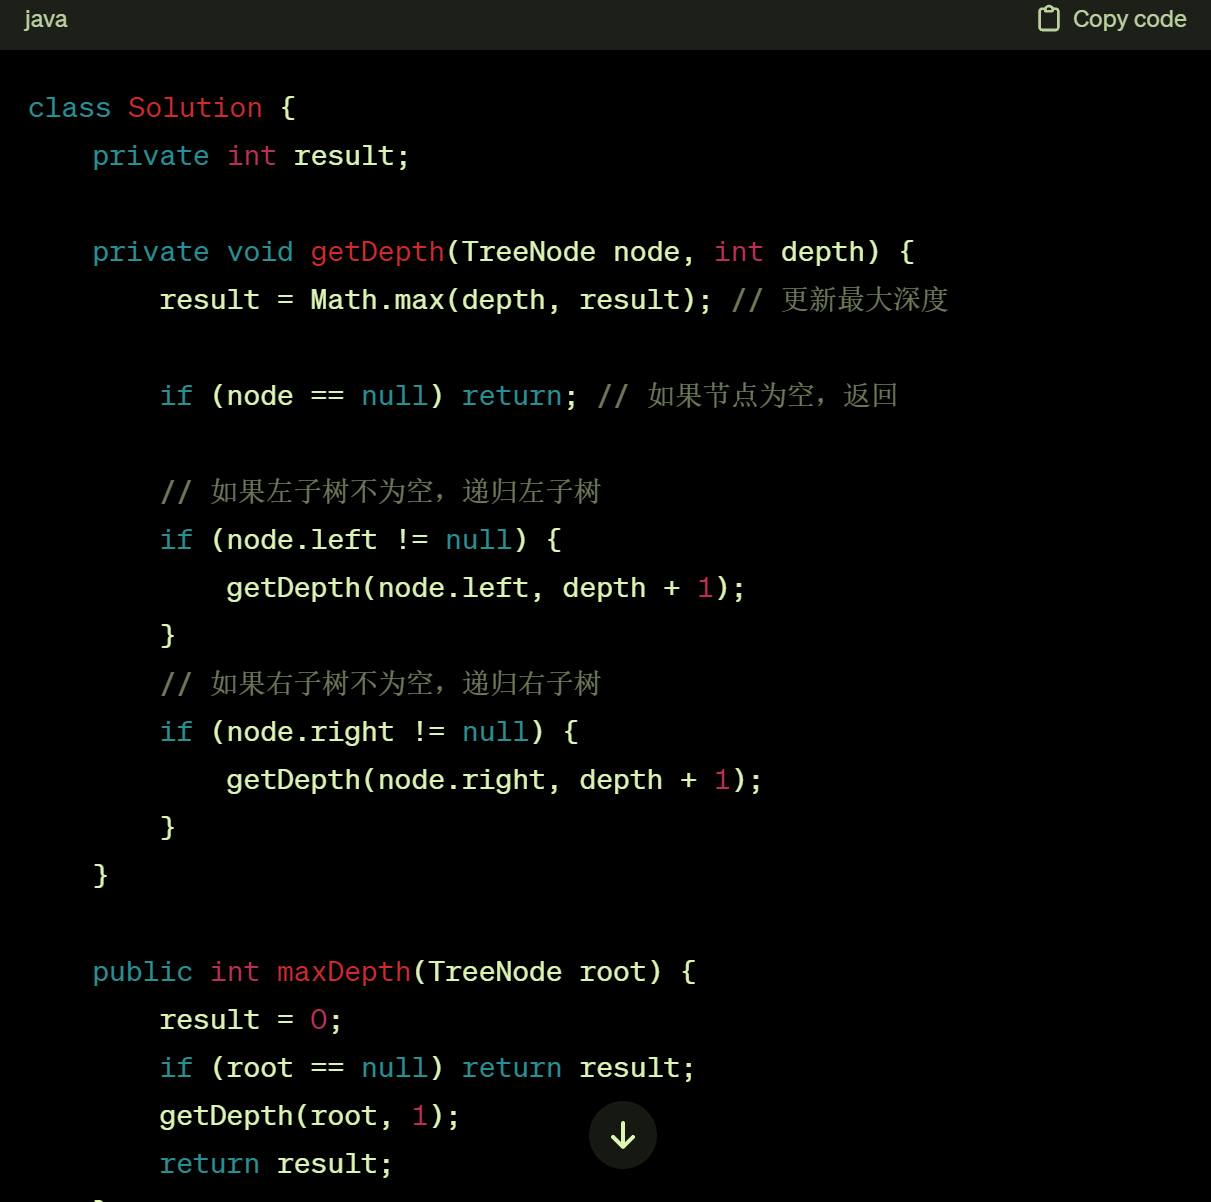 java
Copy code
class Solution {
    private int result;
    private void getDepth(TreeNode node, int depth) {
        result = Math.max(depth, result); // 更新最大深度
        if (node == null) return; // 如果节点为空，返回
        // 如果左子树不为空，递归左子树
        if (node.left != null) {
            getDepth(node.left, depth + 1);
        }
        // 如果右子树不为空，递归右子树
        if (node.right != null) {
            getDepth(node.right, depth + 1);
        }
    }
    public int maxDepth(TreeNode root) {
        result = 0;
        if (root == null) return result;
        getDepth(root, 1);
        return result;